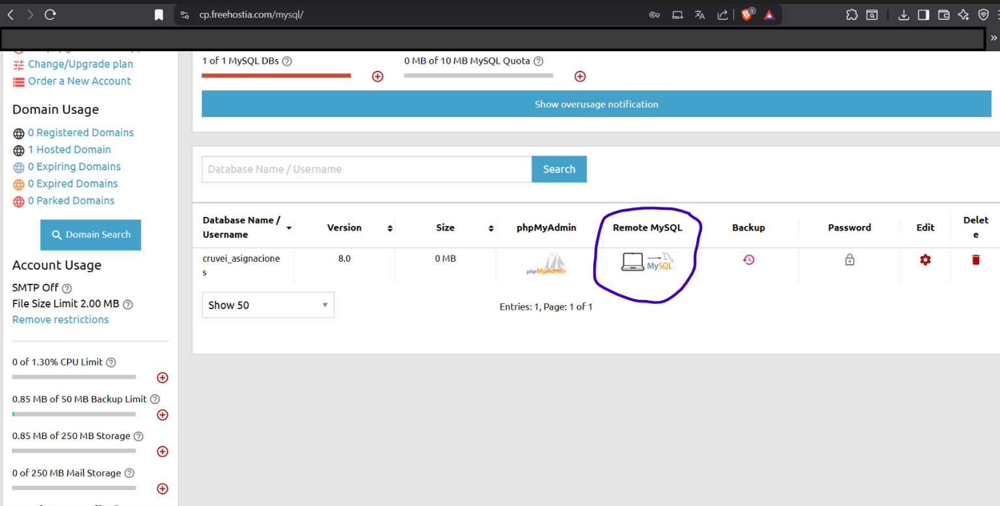 cp.freehostia.com/mysql/
1
»
Change/Upgrade plan
Order a New Account
Domain Usage
0 Registered Domains
1 Hosted Domain
0 Expiring Domains
0 Expired Domains
0 Parked Domains
Domain Search
Account Usage
SMTP Off ?
File Size Limit 2.00 MB ?
Remove restrictions
0 of 1.30% CPU Limit ?
0.85 MB of 50 MB Backup Limit ?
0.85 MB of 250 MB Storage ?
0 of 250 MB Mail Storage ?
1 of 1 MySQL DBs ?
0 MB of 10 MB MySQL Quota ?
Show overusage notification
Database Name / Username
Search
Database Name /
Username
Version
Size
phpMyAdmin
Remote MySQL
Backup
Password
Edit
Delet
e
cruvei_asignacione
s
8.0
0 MB
phpMyAdmin
MySQL
Show 50
Entries: 1, Page: 1 of 1